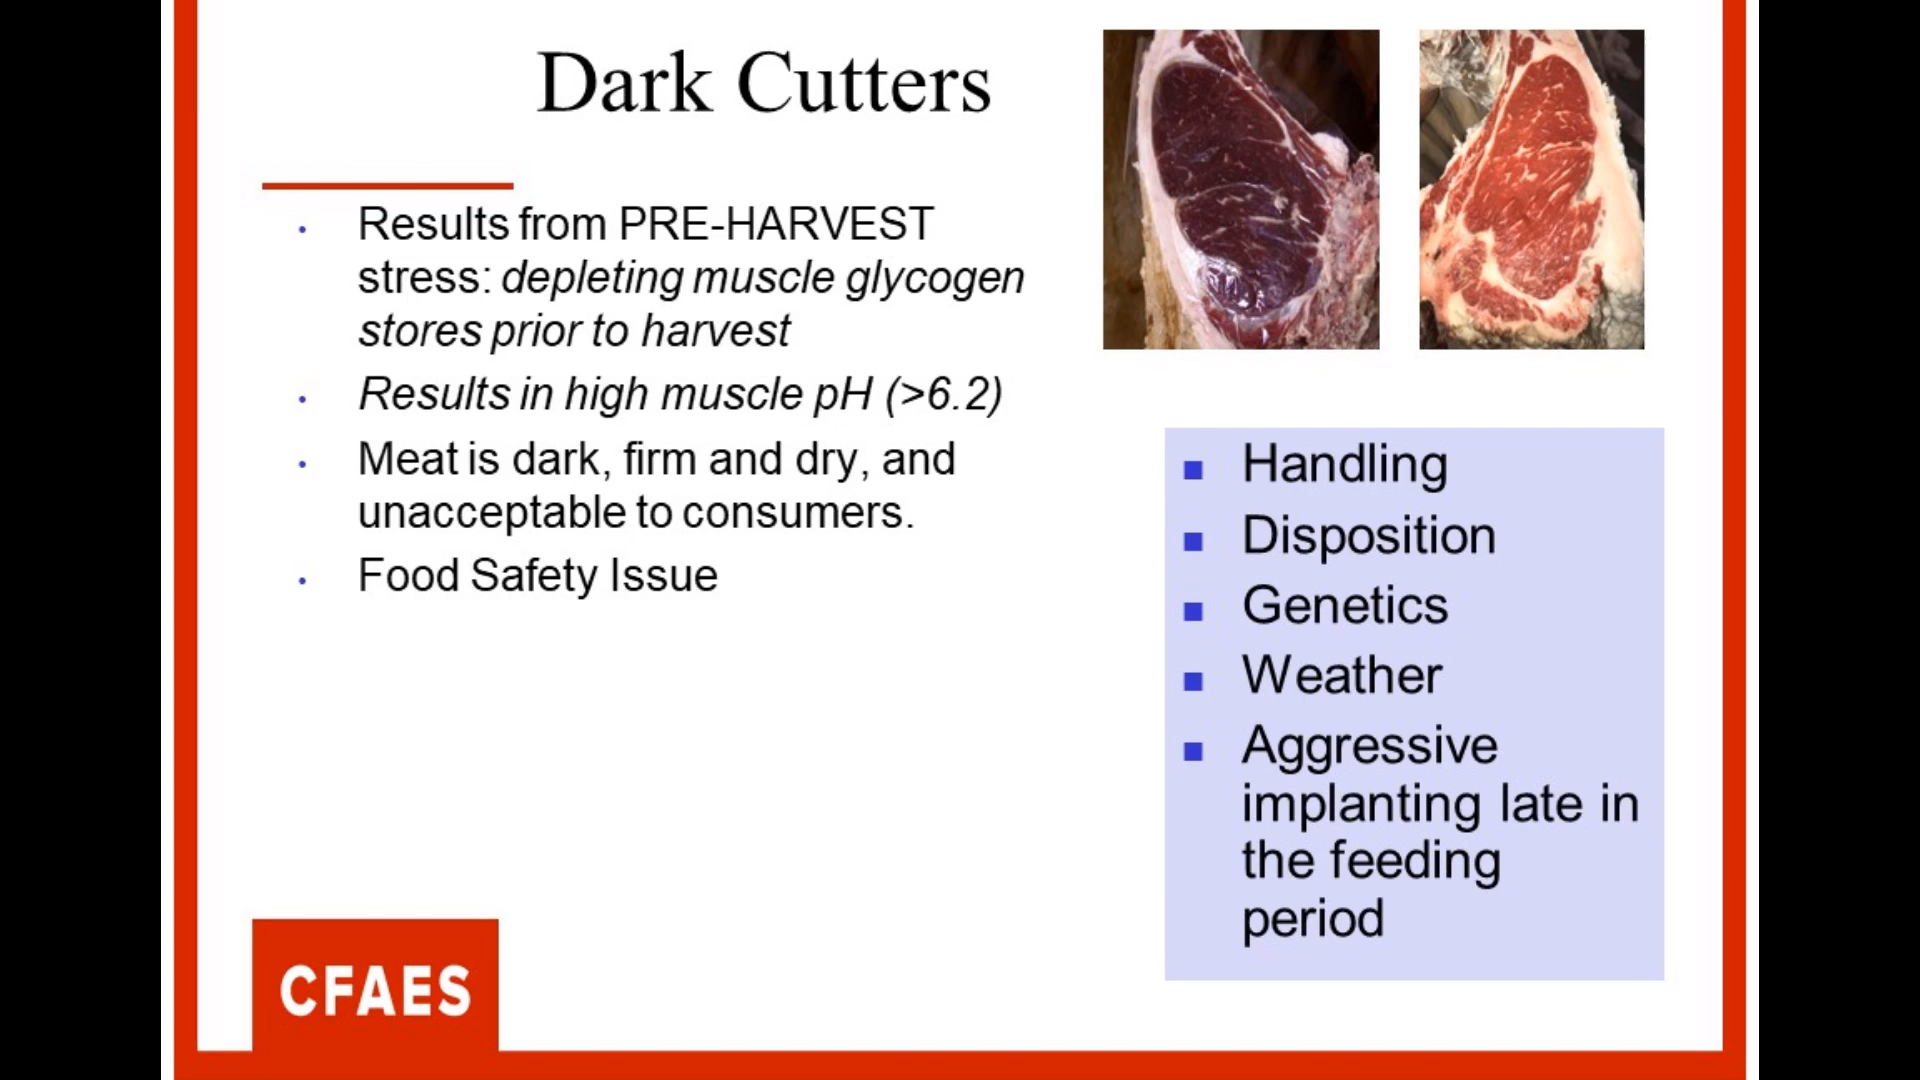 Dark Cutters
Results from PRE-HARVEST
stress: depleting muscle glycogen
stores prior to harvest
Results in high muscle pH (>6.2)
Meat is dark, firm and dry, and
unacceptable to consumers.
Food Safety Issue
Handling
Disposition
Genetics
Weather
Aggressive
implanting late in
the feeding
period
CFAES